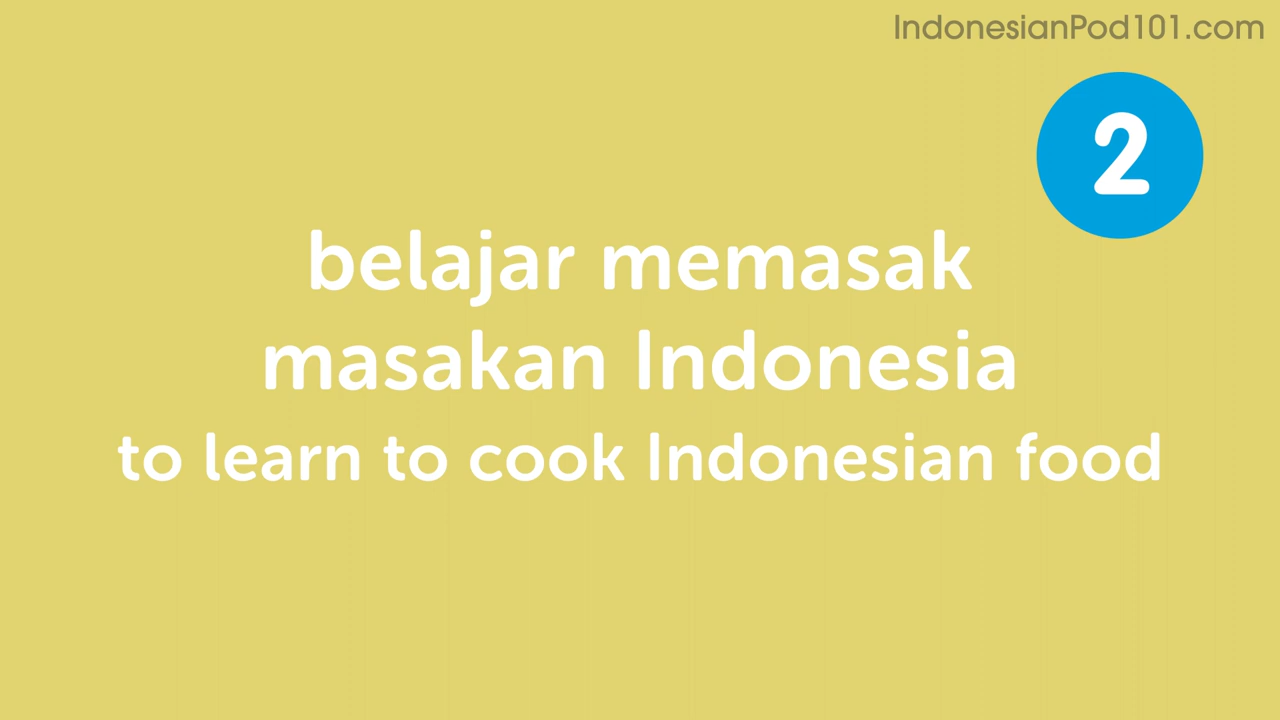 IndonesianPod101.com
2
belajar memasak
masakan Indonesia
to learn to cook Indonesian food